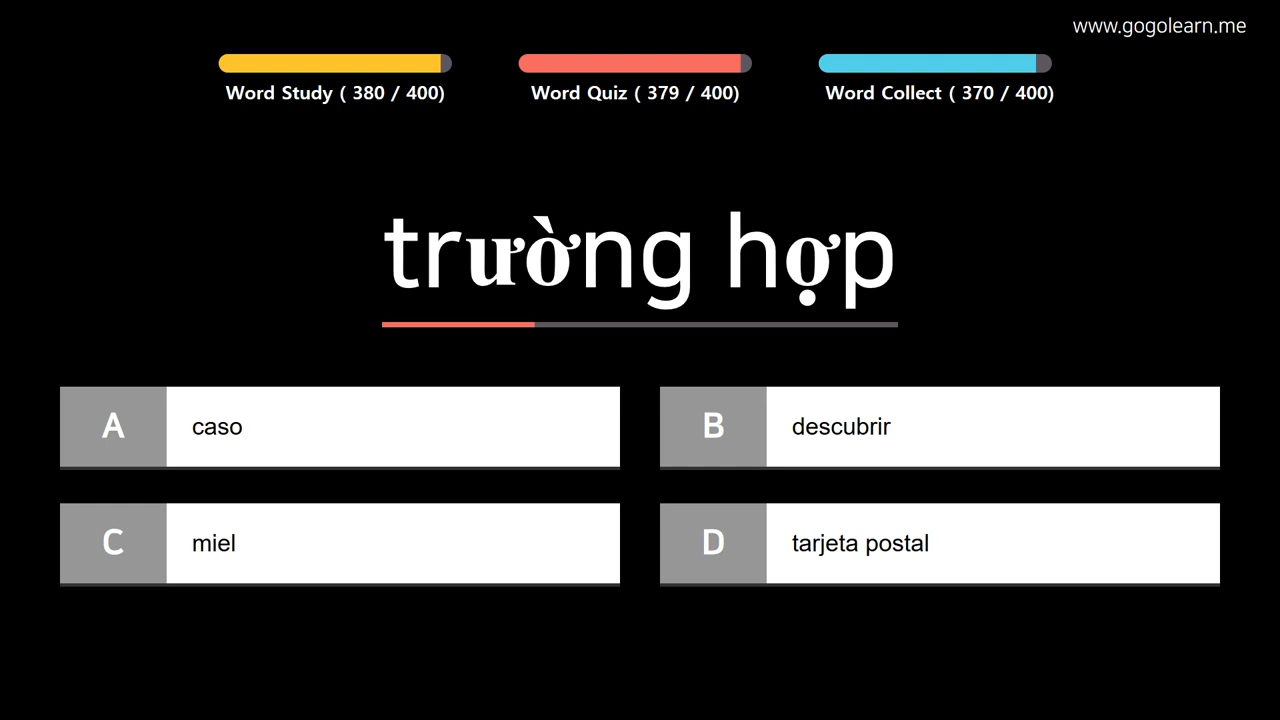 www.gogolearn.me
Word Study ( 380 / 400)
Word Quiz ( 379 / 400)
Word Collect ( 370 / 400)
trường hợp
A caso
B descubrir
C miel
D tarjeta postal